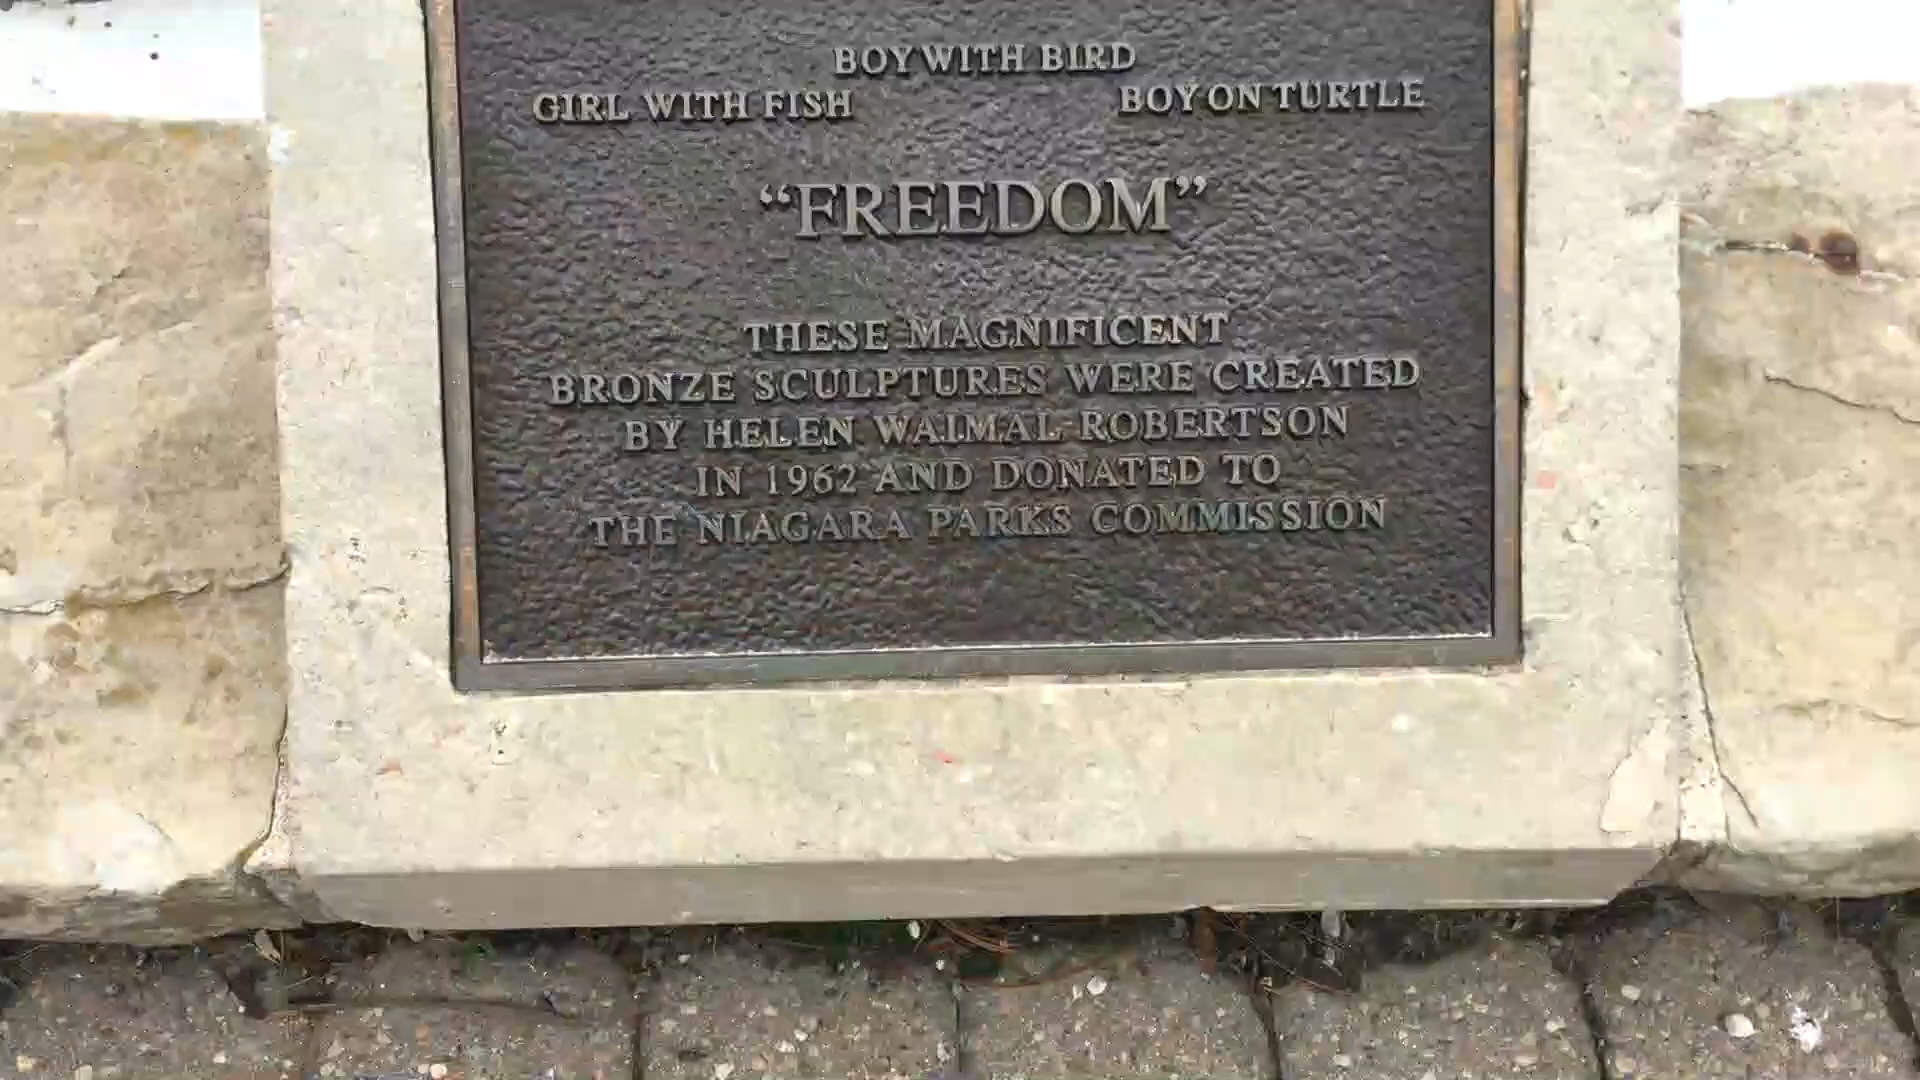 BOY WITH BIRD
GIRL WITH FISH BOY ON TURTLE
“FREEDOM”
THESE MAGNIFICENT
BRONZE SCULPTURES WERE CREATED
BY HELEN WAIMAL ROBERTSON
IN 1962 AND DONATED TO
THE NIAGARA PARKS COMMISSION